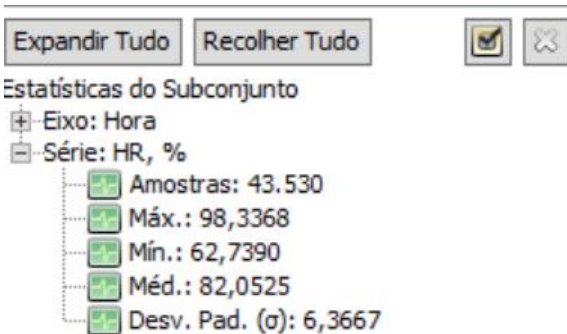 Expandir Tudo Recolher Tudo
Estatísticas do Subconjunto
Eixo: Hora
Série: HR, %
Amostras: 43.530
Máx.: 98,3368
Mín.: 62,7390
Méd.: 82,0525
Desv. Pad. (σ): 6,3667